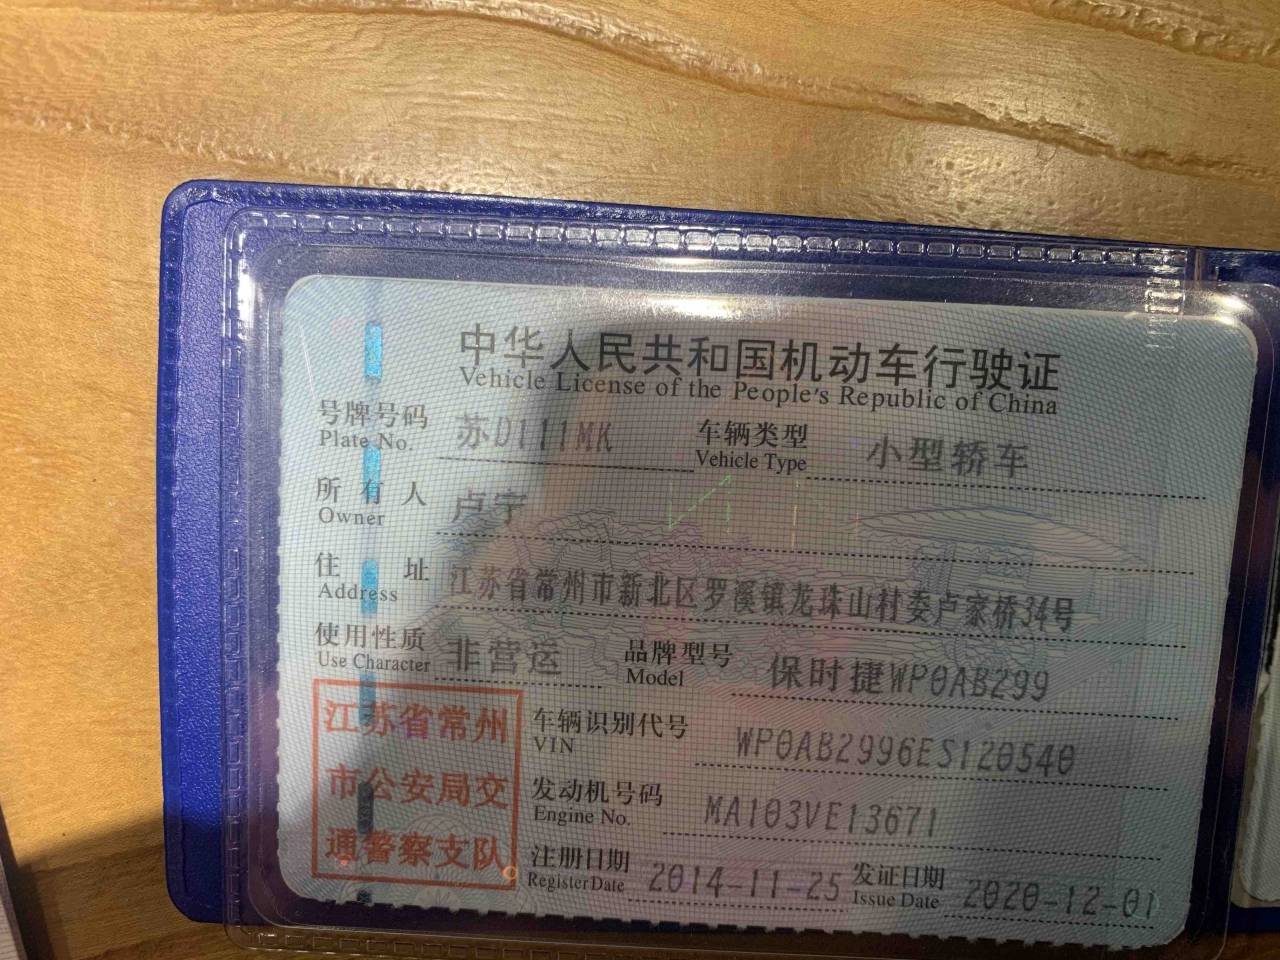 中华人民共和国机动车行驶证
Vehicle License of the People's Republic of China
号牌号码 苏D111MK 车辆类型 小型轿车
Plate No. Vehicle Type
所有人 卢宇
Owner
住址 江苏省常州市新北区罗溪镇龙珠山村委卢家桥34号
Address
使用性质 非营运 品牌型号 保时捷WP0AB299
Use Character Model
江苏省常州
市公安局交
通警察支队
车辆识别代号 WP0AB2996ES120540
VIN
发动机号码 MA103VE13671
Engine No.
注册日期 2014-11-25 发证日期 2020-12-01
Register Date Issue Date